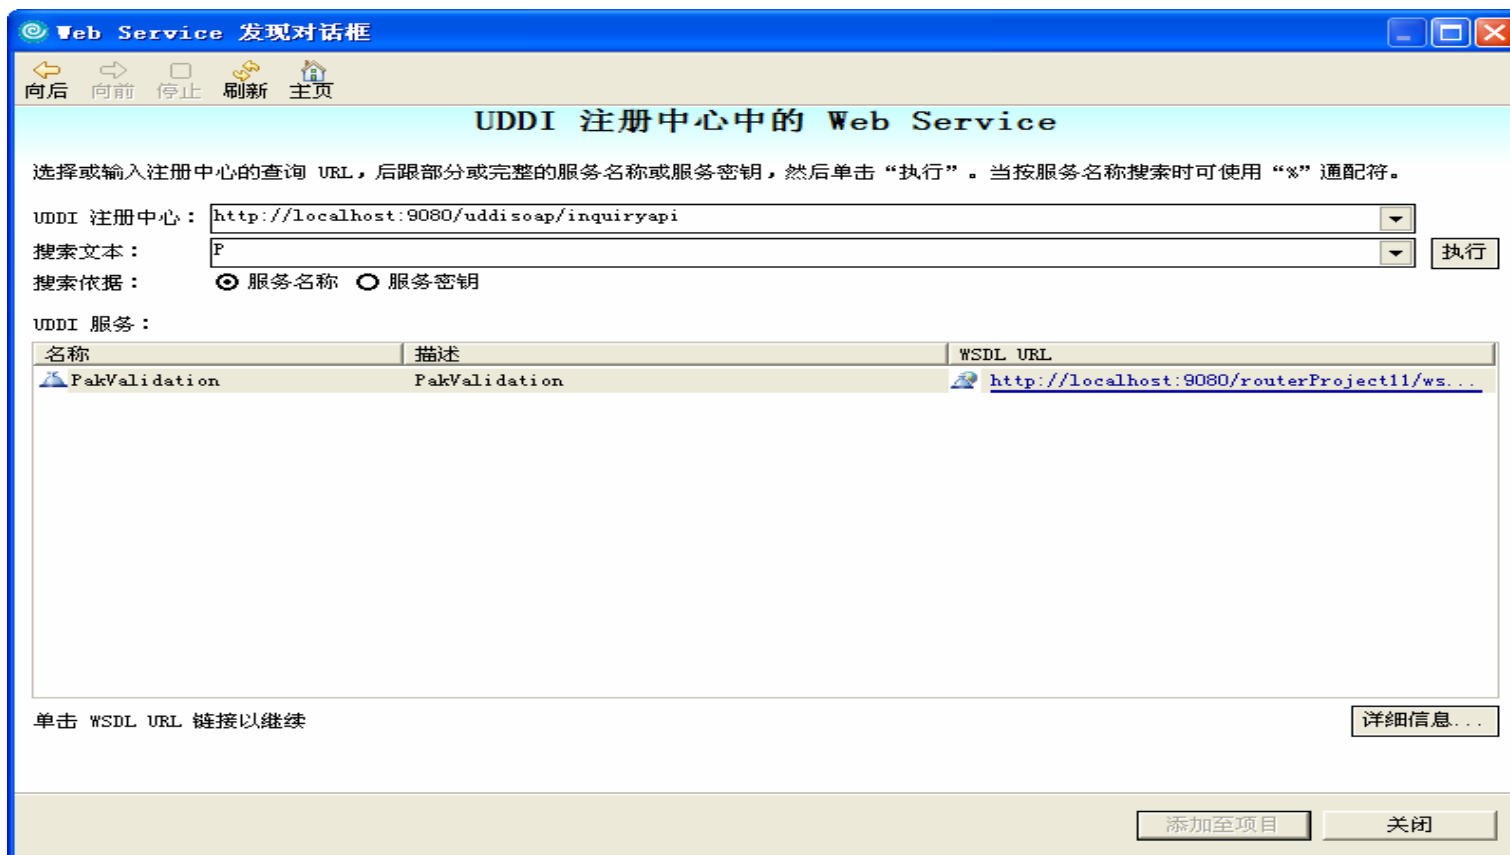 Web Service 发现对话框
向后 向前 停止 刷新 主页
UDDI 注册中心中的 Web Service
选择或输入注册中心的查询 URL，后跟部分或完整的服务名称或服务密钥，然后单击“执行”。当按服务名称搜索时可使用“%”通配符。
UDDI 注册中心： http://localhost:9080/uddisoap/inquiryapi
搜索文本： P 执行
搜索依据： 服务名称 服务密钥
UDDI 服务：
名称 描述 WSDL URL
PakValidation PakValidation http://localhost:9080/routerProject11/ws...
单击 WSDL URL 链接以继续 详细信息...
添加至项目 关闭